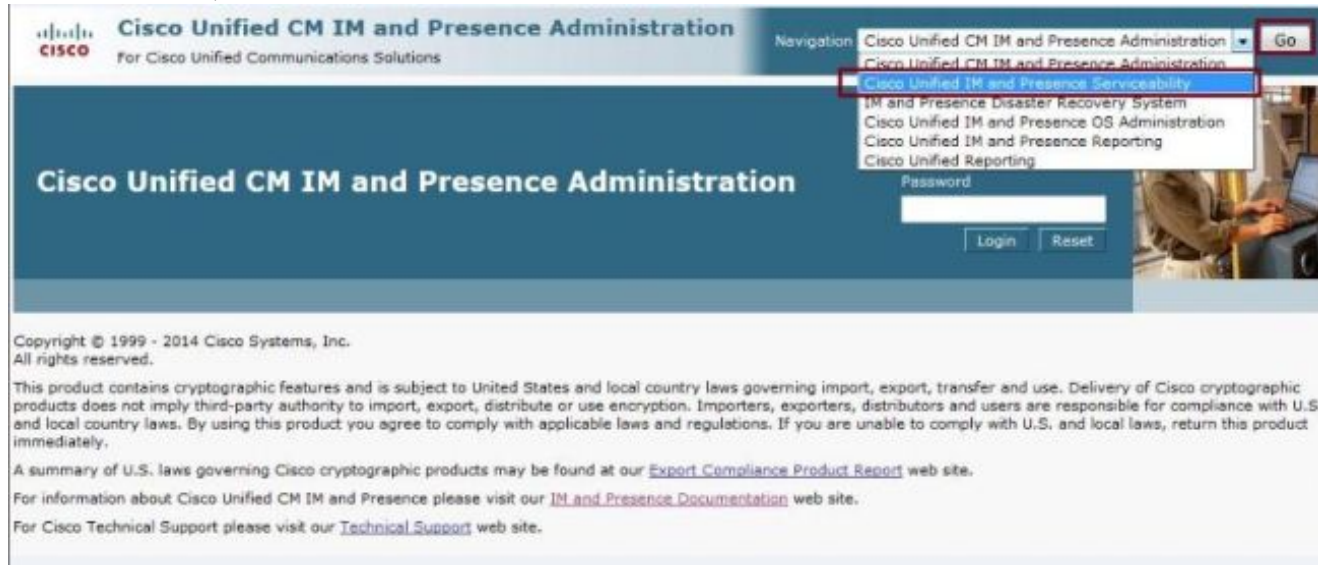 CISCO
Cisco Unified CM IM and Presence Administration
For Cisco Unified Communications Solutions
Navigation Cisco Unified CM IM and Presence Administration Go
Cisco Unified CM IM and Presence Administration
Cisco Unified IM and Presence Serviceability
IM and Presence Disaster Recovery System
Cisco Unified IM and Presence OS Administration
Cisco Unified IM and Presence Reporting
Cisco Unified Reporting
Cisco Unified CM IM and Presence Administration
Password
Login Reset
Copyright © 1999 - 2014 Cisco Systems, Inc.
All rights reserved.
This product contains cryptographic features and is subject to United States and local country laws governing import, export, transfer and use. Delivery of Cisco cryptographic
products does not imply third-party authority to import, export, distribute or use encryption. Importers, exporters, distributors and users are responsible for compliance with U.S
and local country laws. By using this product you agree to comply with applicable laws and regulations. If you are unable to comply with U.S. and local laws, return this product
immediately.
A summary of U.S. laws governing Cisco cryptographic products may be found at our Export Compliance Product Report web site.
For information about Cisco Unified CM IM and Presence please visit our IM and Presence Documentation web site.
For Cisco Technical Support please visit our Technical Support web site.